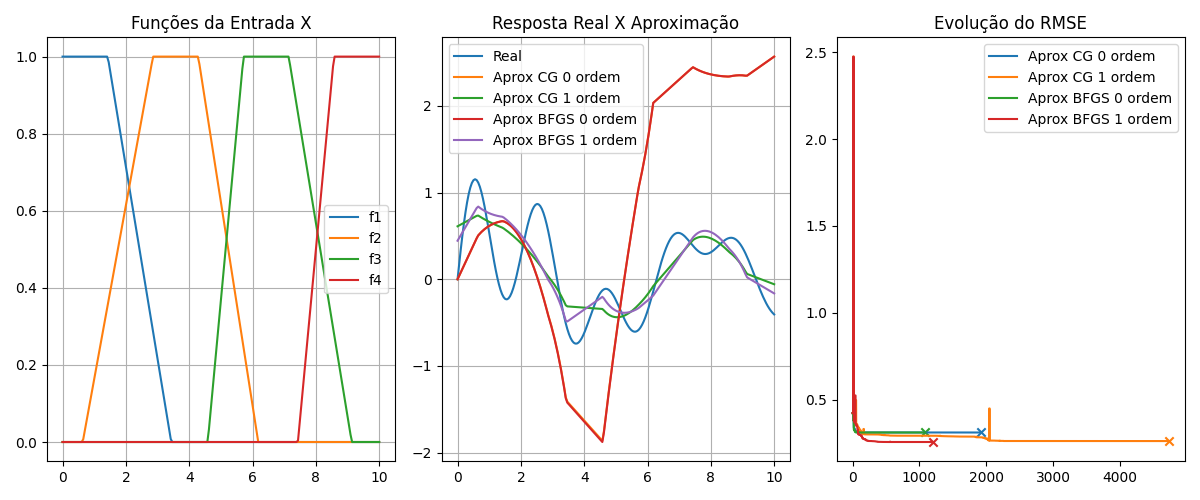 Funções da Entrada X
1.0
0.8
0.6
0.4
0.2
0.0
0 2 4 6 8 10
f1
f2
f3
f4
Resposta Real X Aproximação
2
1
0
−1
−2
0 2 4 6 8 10
Real
Aprox CG 0 ordem
Aprox CG 1 ordem
Aprox BFGS 0 ordem
Aprox BFGS 1 ordem
Evolução do RMSE
2.5
2.0
1.5
1.0
0.5
0 1000 2000 3000 4000
Aprox CG 0 ordem
Aprox CG 1 ordem
Aprox BFGS 0 ordem
Aprox BFGS 1 ordem